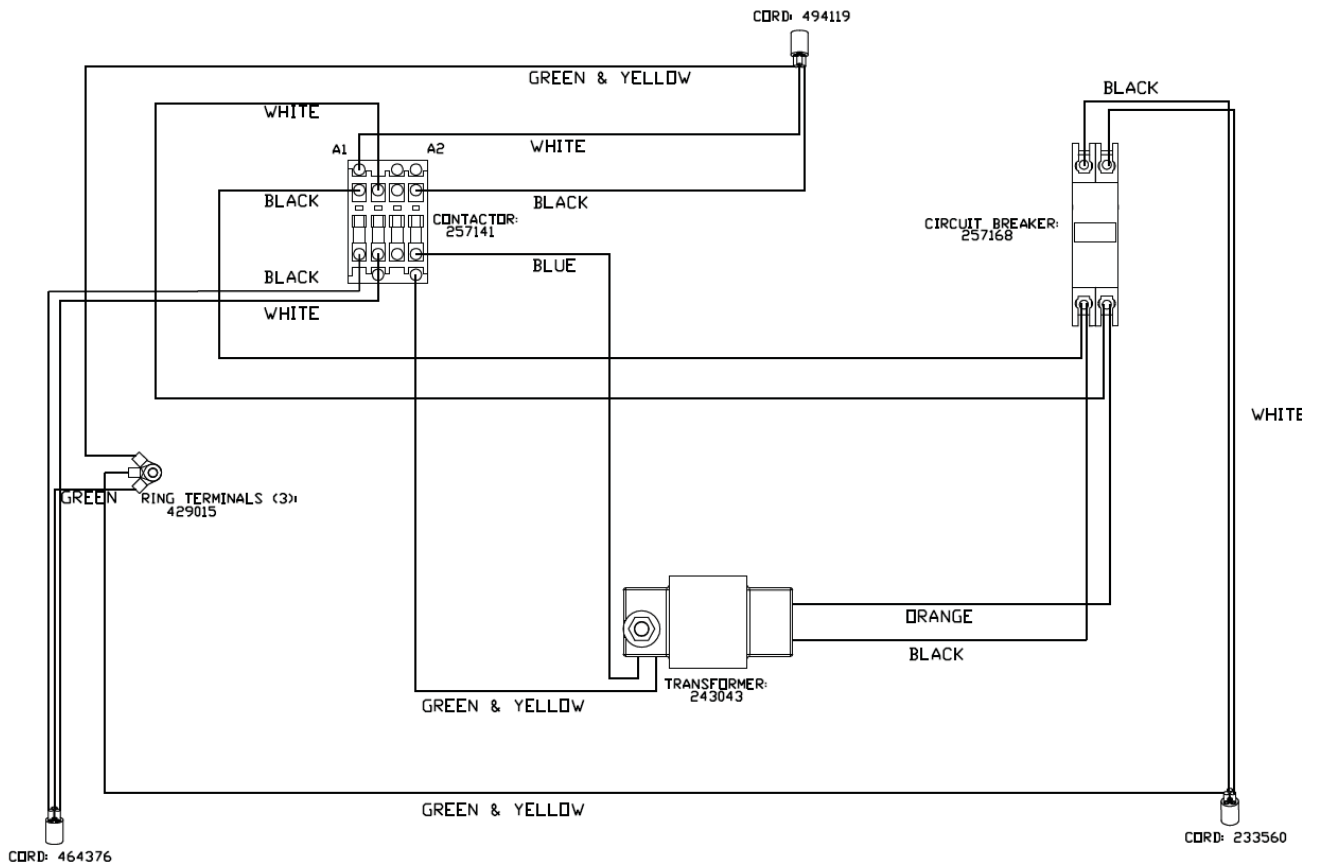 CORD: 494119
GREEN & YELLOW
BLACK
WHITE
WHITE
A1
A2
BLACK
BLACK
CONTACTOR:
257141
CIRCUIT BREAKER:
257168
BLUE
BLACK
WHITE
WHITE
GREEN
RING TERMINALS (3):
429015
ORANGE
BLACK
TRANSFORMER:
243043
GREEN & YELLOW
GREEN & YELLOW
CORD: 233560
CORD: 464376